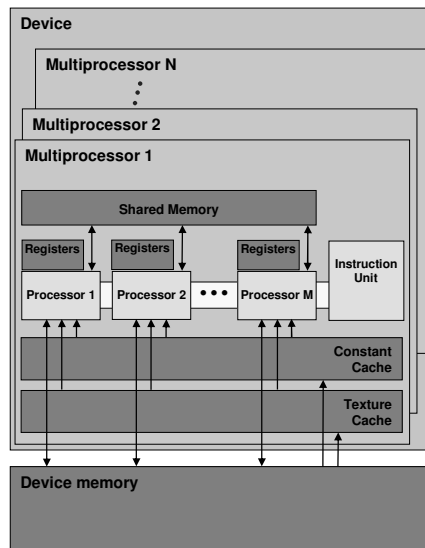 Device
Multiprocessor N
Multiprocessor 2
Multiprocessor 1
Shared Memory
Registers
Registers
Registers
Instruction
Unit
Processor 1
Processor 2
Processor M
Constant
Cache
Texture
Cache
Device memory